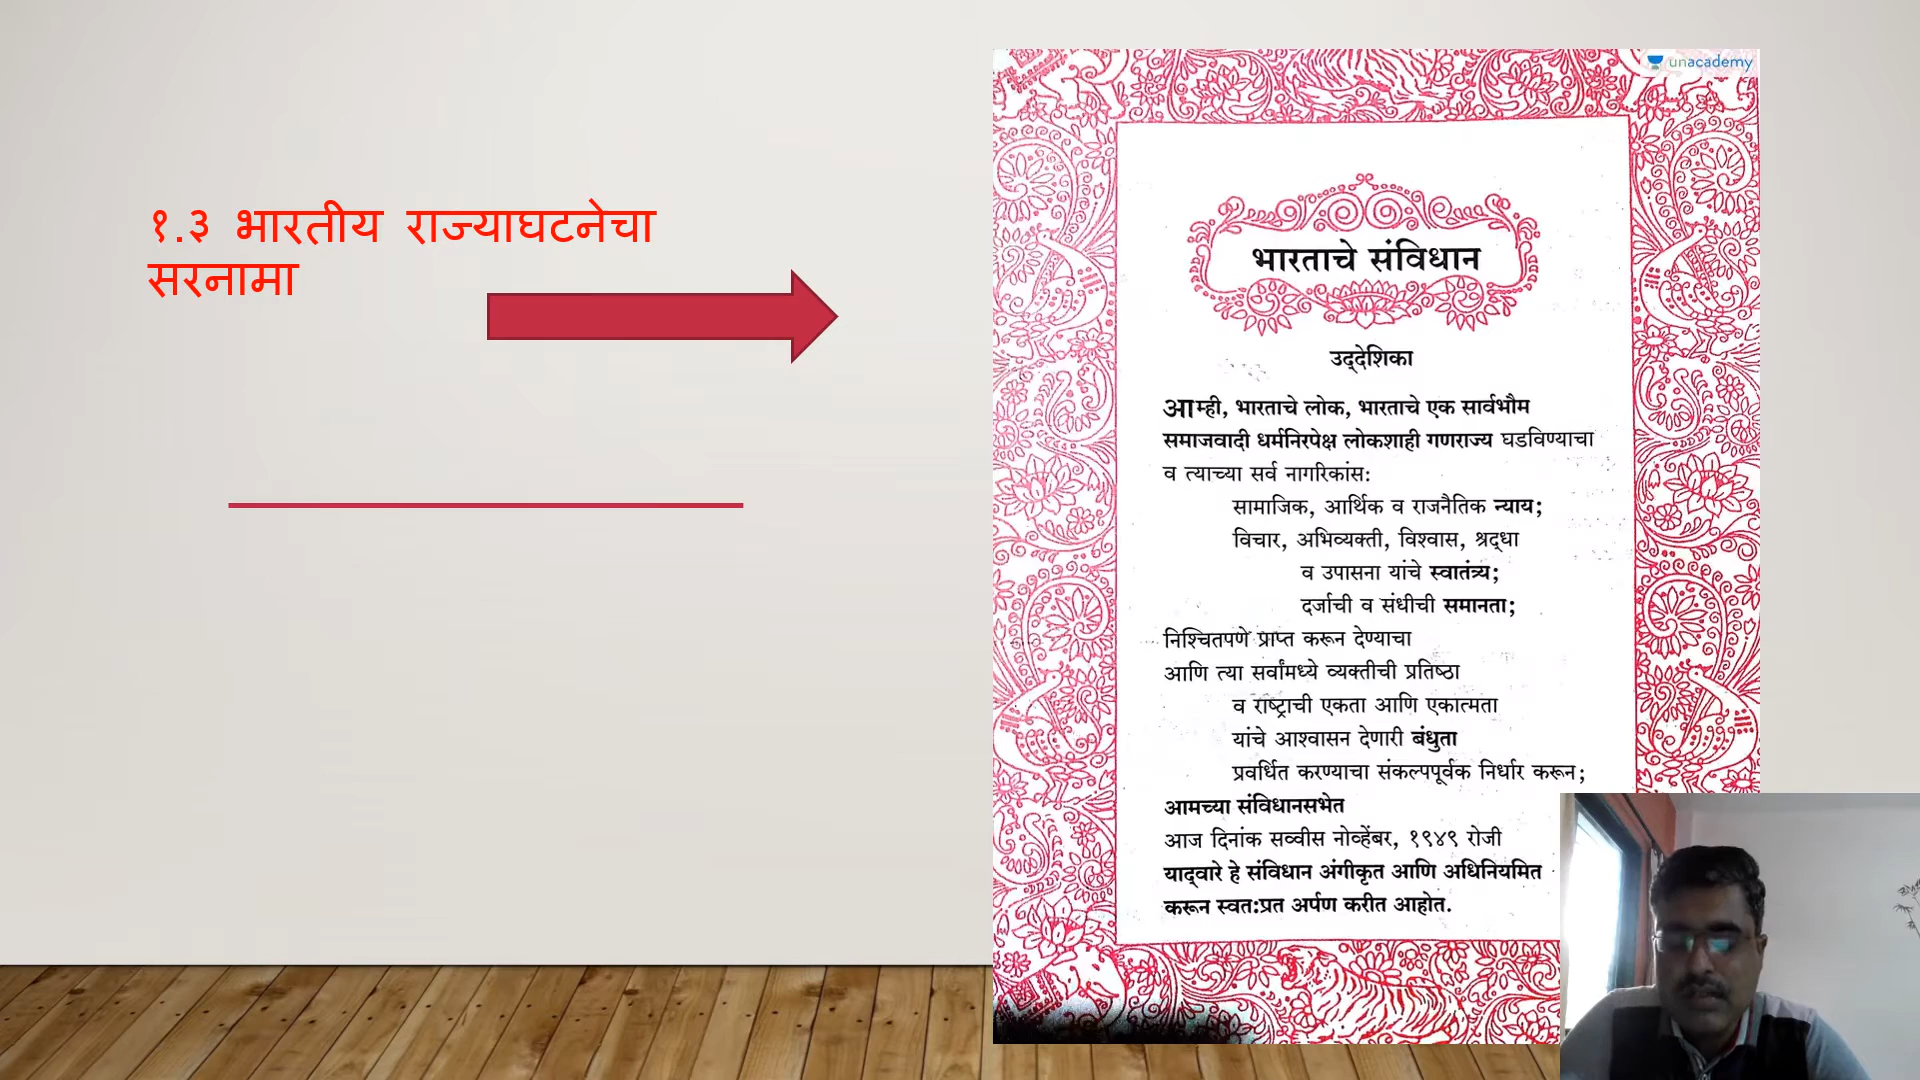 १.३ भारतीय राज्याघटनेचा
सरनामा
unacademy
भारताचे संविधान
उद्‌देशिका
आम्ही, भारताचे लोक, भारताचे एक सार्वभौम
समाजवादी धर्मनिरपेक्ष लोकशाही गणराज्य घडविण्याचा
व त्याच्या सर्व नागरिकांस:
सामाजिक, आर्थिक व राजनैतिक न्याय;
विचार, अभिव्यक्ती, विश्वास, श्रद्‌धा
व उपासना यांचे स्वातंत्र्य;
दर्जाची व संधीची समानता;
निश्चितपणे प्राप्त करून देण्याचा
आणि त्या सर्वांमध्ये व्यक्तीची प्रतिष्ठा
व राष्ट्राची एकता आणि एकात्मता
यांचे आश्वासन देणारी बंधुता
प्रवर्धित करण्याचा संकल्पपूर्वक निर्धार करून;
आमच्या संविधानसभेत
आज दिनांक सव्वीस नोव्हेंबर, १९४९ रोजी
याद्‌वारे हे संविधान अंगीकृत आणि अधिनियमित
करून स्वत:प्रत अर्पण करीत आहोत.